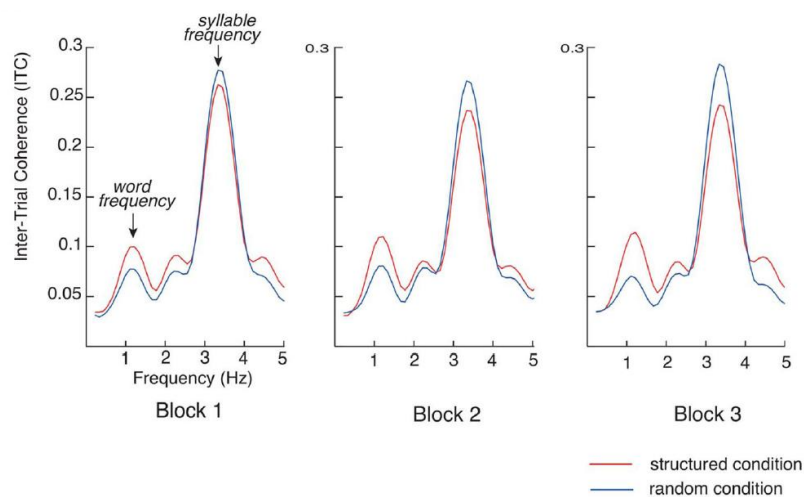 syllable
frequency
word
frequency
Inter-Trial Coherence (ITC)
0.3
0.25
0.2
0.15
0.1
0.05
1 2 3 4 5
Frequency (Hz)
Block 1
0.3
1 2 3 4 5
Block 2
0.3
1 2 3 4 5
Block 3
structured condition
random condition